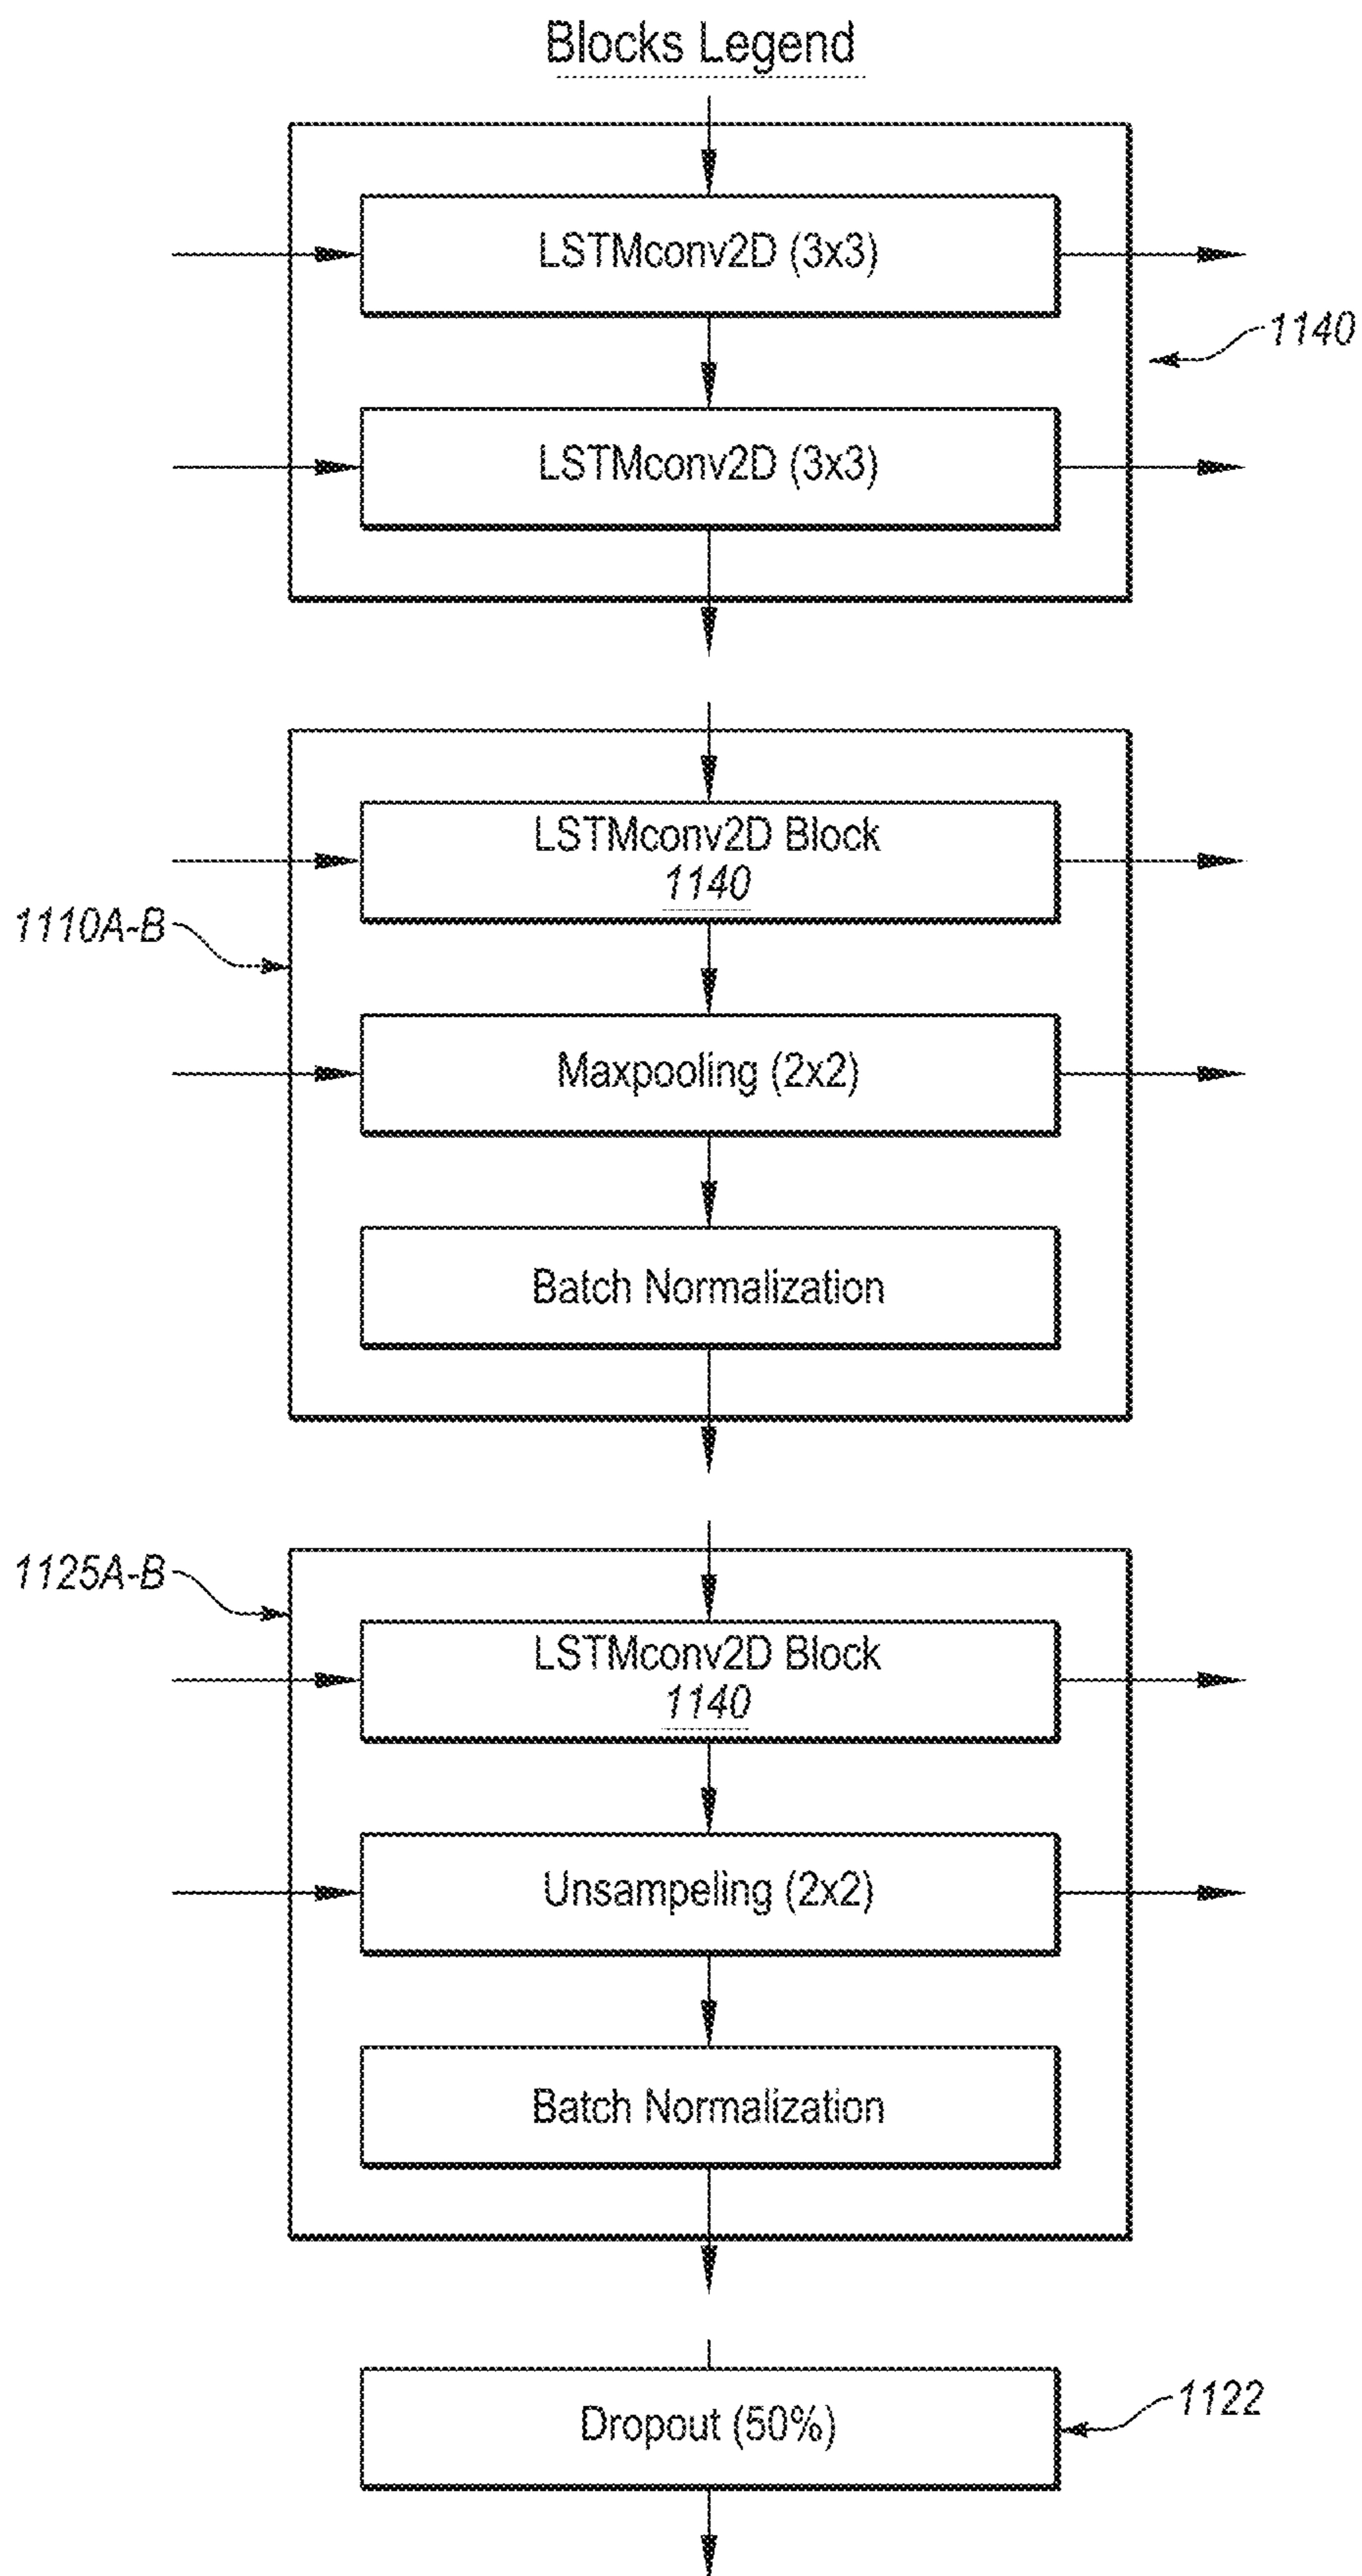 Blocks Legend
LSTMconv2D (3x3)
1140
LSTMconv2D (3x3)
LSTMconv2D Block
1140
1110A-B
Maxpooling (2x2)
Batch Normalization
1125A-B
LSTMconv2D Block
1140
Unsampeling (2x2)
Batch Normalization
Dropout (50%)
1122